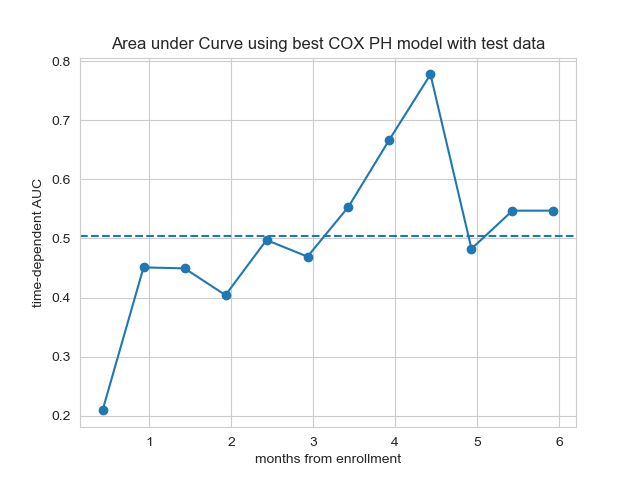 Area under Curve using best COX PH model with test data
time-dependent AUC
0.8
0.7
0.6
0.5
0.4
0.3
0.2
1 2 3 4 5 6
months from enrollment